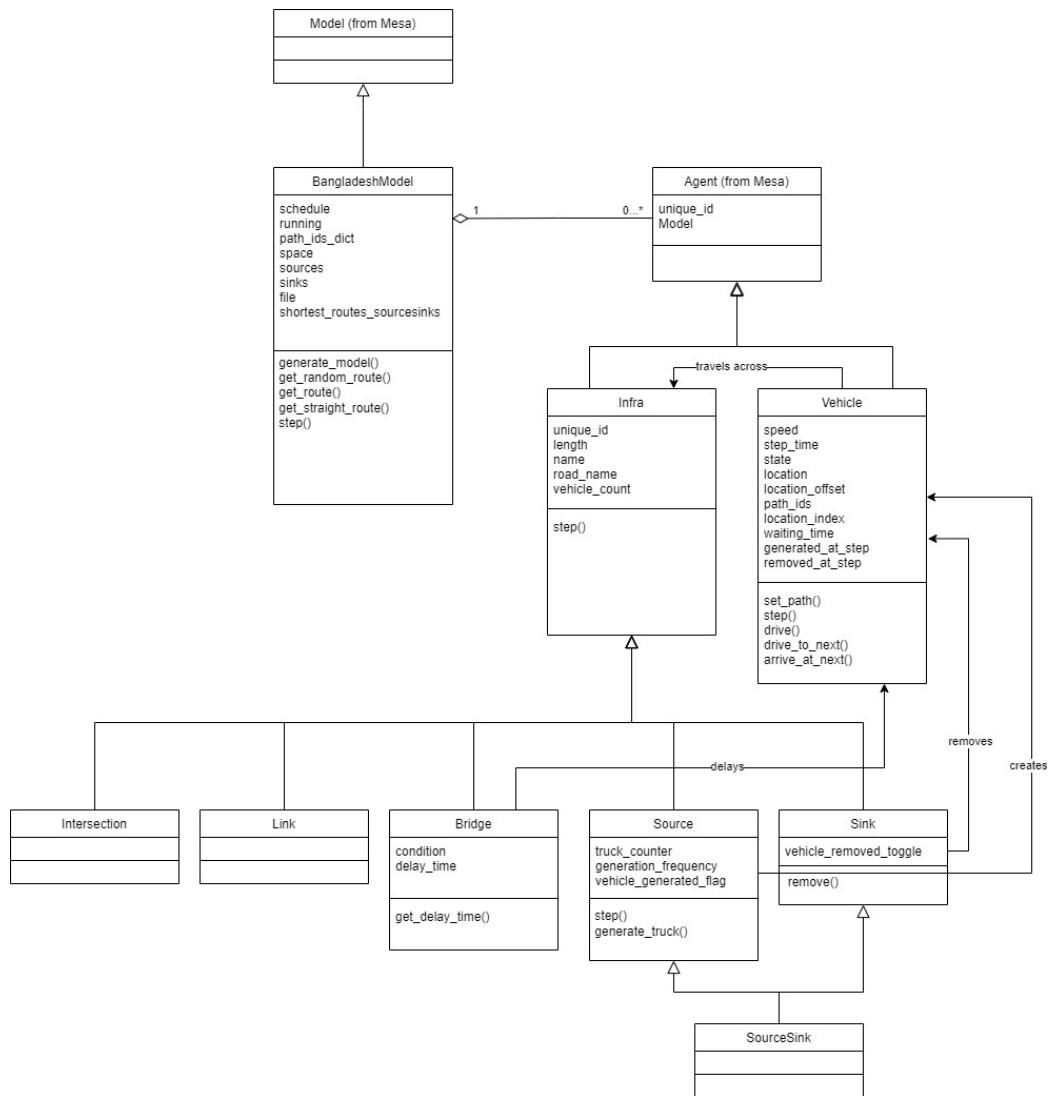 Model (from Mesa)
BangladeshModel
schedule
running
path_ids_dict
space
sources
sinks
file
shortest_routes_sourcesinks
generate_model()
get_random_route()
get_route()
get_straight_route()
step()
1
0...*
Agent (from Mesa)
unique_id
Model
travels across
Infra
unique_id
length
name
road_name
vehicle_count
step()
Vehicle
speed
step_time
state
location
location_offset
path_ids
location_index
waiting_time
generated_at_step
removed_at_step
set_path()
step()
drive()
drive_to_next()
arrive_at_next()
removes
creates
delays
Intersection
Link
Bridge
condition
delay_time
get_delay_time()
Source
truck_counter
generation_frequency
vehicle_generated_flag
step()
generate_truck()
Sink
vehicle_removed_toggle
remove()
SourceSink